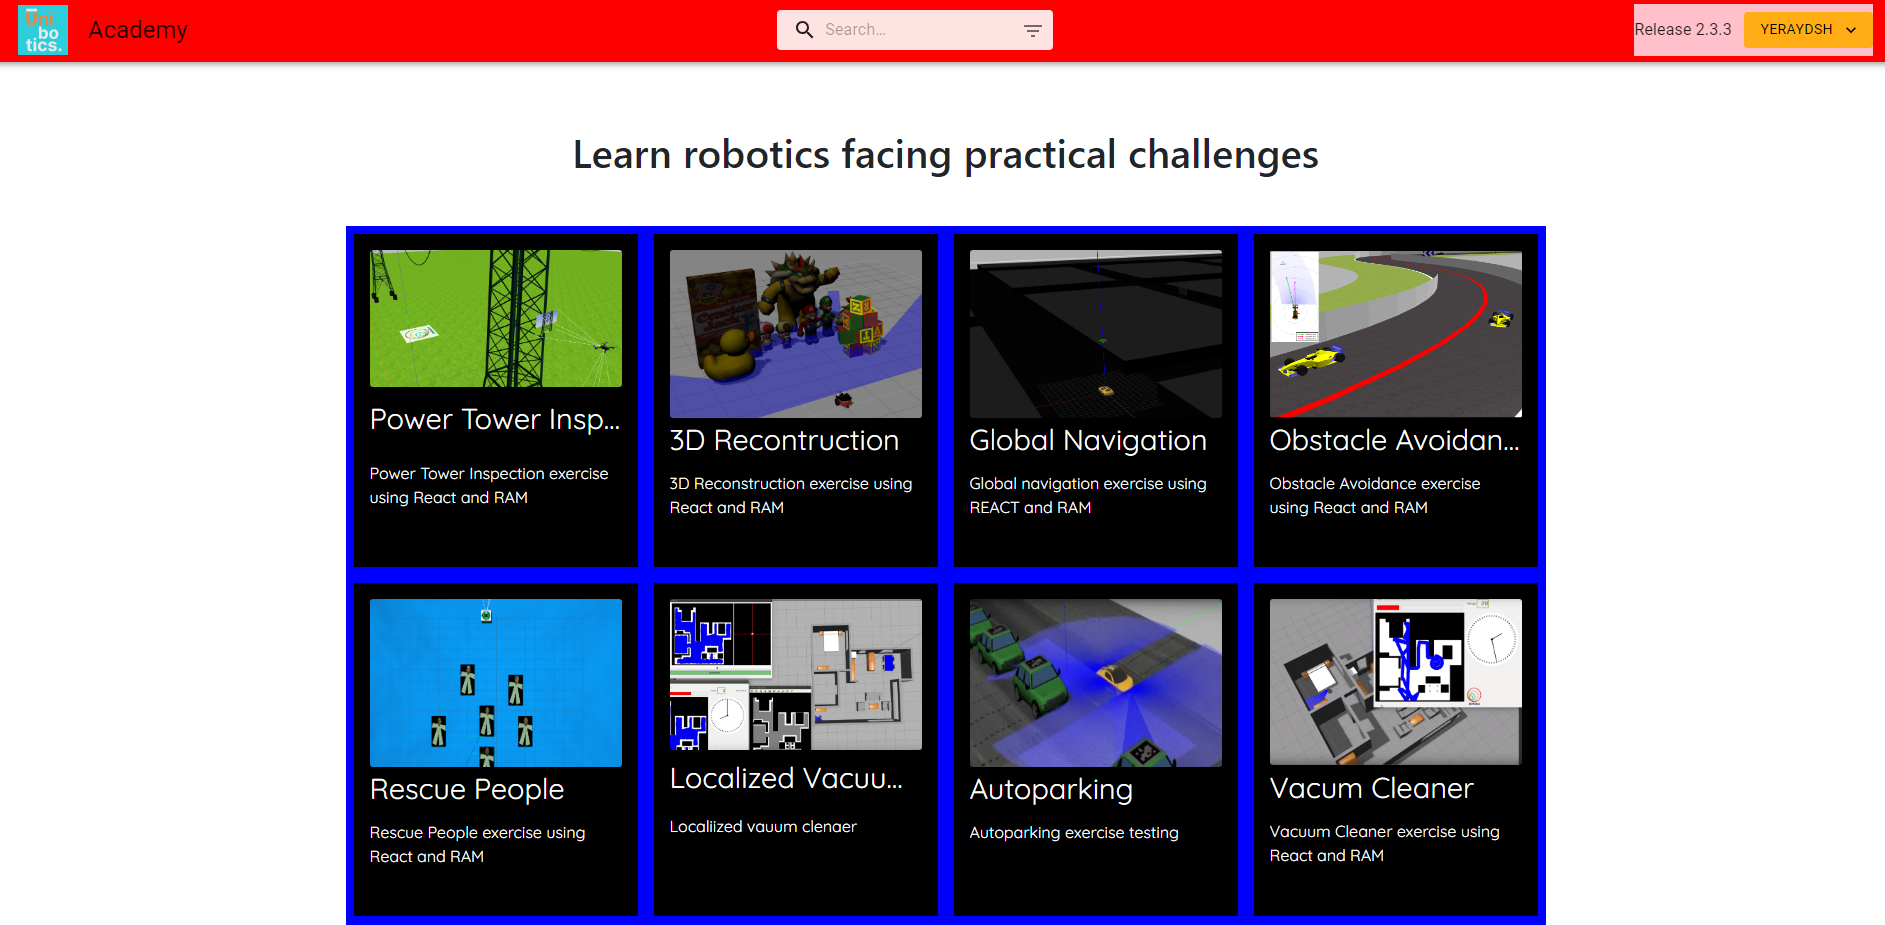 Uni
bo
tics.
Academy
Search...
Release 2.3.3
YERAYDSH
Learn robotics facing practical challenges
Power Tower Insp...
Power Tower Inspection exercise
using React and RAM
3D Recontruction
3D Reconstruction exercise using
React and RAM
Global Navigation
Global navigation exercise using
REACT and RAM
Obstacle Avoidan...
Obstacle Avoidance exercise
using React and RAM
Rescue People
Rescue People exercise using
React and RAM
Localized Vacuu...
Localiized vauum clenaer
Autoparking
Autoparking exercise testing
Vacum Cleaner
Vacuum Cleaner exercise using
React and RAM